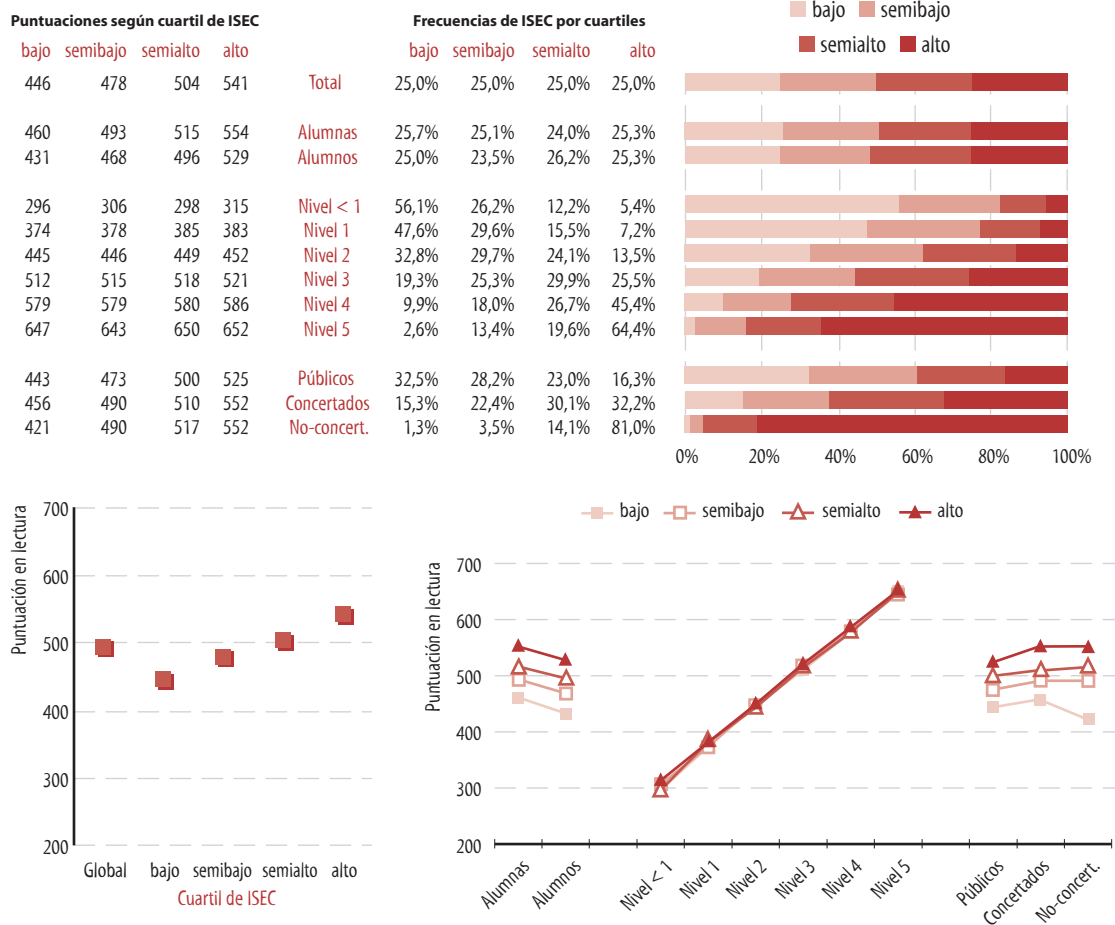 Puntuaciones según cuartil de ISEC Frecuencias de ISEC por cuartiles
bajo semibajo
semialto alto
bajo semibajo semialto alto bajo semibajo semialto alto
446 478 504 541 Total 25,0% 25,0% 25,0% 25,0%
460 493 515 554 Alumnas 25,7% 25,1% 24,0% 25,3%
431 468 496 529 Alumnos 25,0% 23,5% 26,2% 25,3%
296 306 298 315 Nivel < 1 56,1% 26,2% 12,2% 5,4%
374 378 385 383 Nivel 1 47,6% 29,6% 15,5% 7,2%
445 446 449 452 Nivel 2 32,8% 29,7% 24,1% 13,5%
512 515 518 521 Nivel 3 19,3% 25,3% 29,9% 25,5%
579 579 580 586 Nivel 4 9,9% 18,0% 26,7% 45,4%
647 643 650 652 Nivel 5 2,6% 13,4% 19,6% 64,4%
443 473 500 525 Públicos 32,5% 28,2% 23,0% 16,3%
456 490 510 552 Concertados 15,3% 22,4% 30,1% 32,2%
421 490 517 552 No-concert. 1,3% 3,5% 14,1% 81,0%
0% 20% 40% 60% 80% 100%
Puntuación en lectura
700
600
500
400
300
200
Global bajo semibajo semialto alto
Cuartil de ISEC
bajo semibajo semialto alto
Puntuación en lectura
700
600
500
400
300
200
Alumnas Alumnos Nivel < 1 Nivel 1 Nivel 2 Nivel 3 Nivel 4 Nivel 5 Públicos Concertados No-concert.